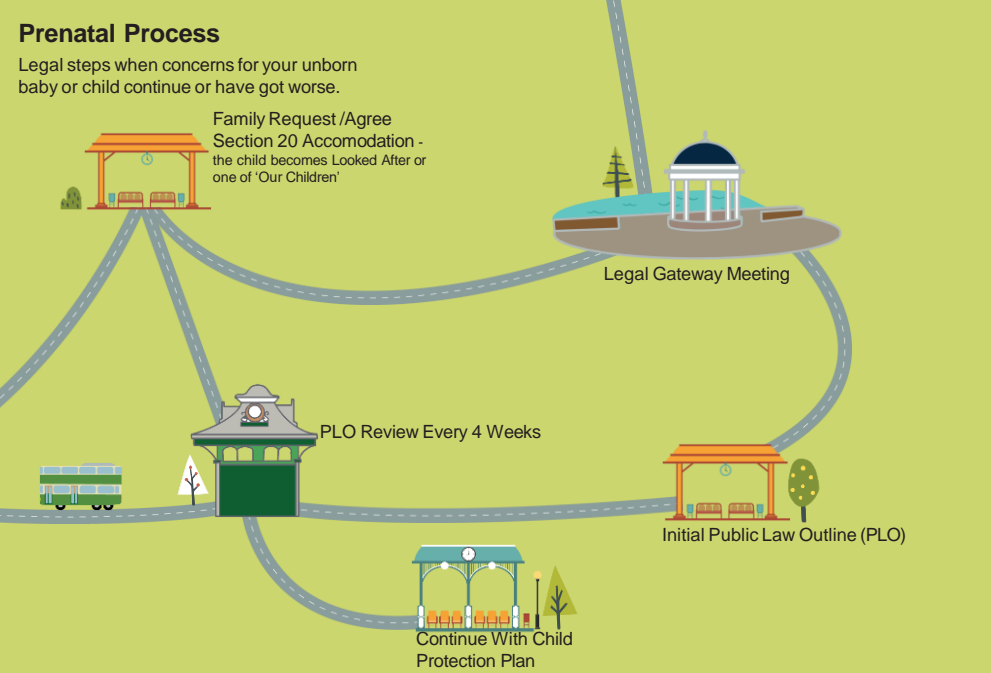 Prenatal Process
Legal steps when concerns for your unborn
baby or child continue or have got worse.
Family Request /Agree
Section 20 Accomodation -
the child becomes Looked After or
one of ‘Our Children’
Legal Gateway Meeting
PLO Review Every 4 Weeks
Initial Public Law Outline (PLO)
Continue With Child
Protection Plan